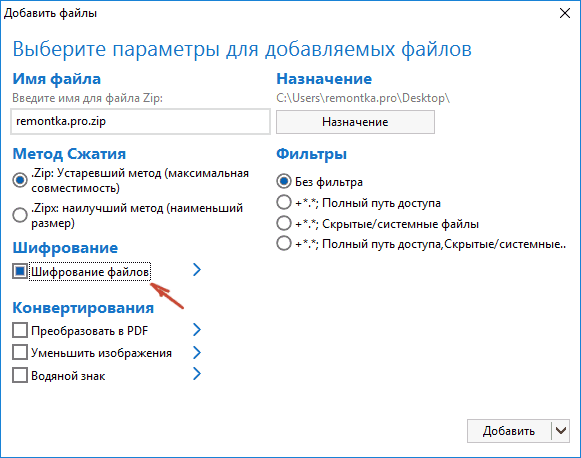 Добавить файлы
Выберите параметры для добавляемых файлов
Имя файла
Введите имя для файла Zip:
remontka.pro.zip
Назначение
C:\Users\remontka.pro\Desktop\
Назначение
Метод Сжатия
.Zip: Устаревший метод (максимальная
совместимость)
.Zipx: наилучший метод (наименьший
размер)
Фильтры
Без фильтра
+*.*; Полный путь доступа
+*.*; Скрытые/системные файлы
+*.*; Полный путь доступа,Скрытые/системные..
Шифрование
Шифрование файлов
Конвертирования
Преобразовать в PDF
Уменьшить изображения
Водяной знак
Добавить